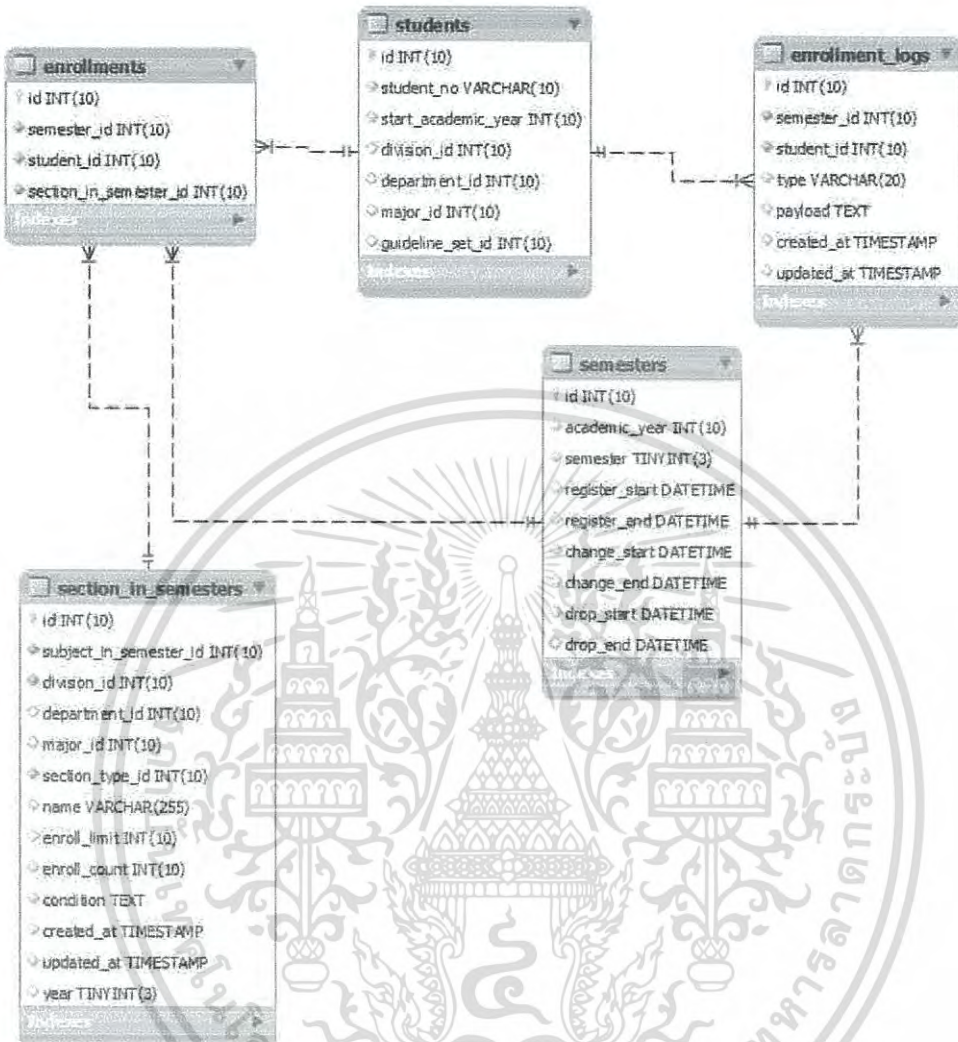 students
id INT(10)
student_no VARCHAR(10)
start_academic_year INT(10)
division_id INT(10)
department_id INT(10)
major_id INT(10)
guideline_set_id INT(10)
Indexes
enrollments
id INT(10)
semester_id INT(10)
student_id INT(10)
section_in_semester_id INT(10)
Indexes
enrollment_logs
id INT(10)
semester_id INT(10)
student_id INT(10)
type VARCHAR(20)
payload TEXT
created_at TIMESTAMP
updated_at TIMESTAMP
Indexes
semesters
id INT(10)
academic_year INT(10)
semester TINYINT(3)
register_start DATETIME
register_end DATETIME
change_start DATETIME
change_end DATETIME
drop_start DATETIME
drop_end DATETIME
Indexes
section_in_semesters
id INT(10)
subject_in_semester_id INT(10)
division_id INT(10)
department_id INT(10)
major_id INT(10)
section_type_id INT(10)
name VARCHAR(255)
enroll_limit INT(10)
enroll_count INT(10)
condition TEXT
created_at TIMESTAMP
updated_at TIMESTAMP
year TINYINT(3)
Indexes